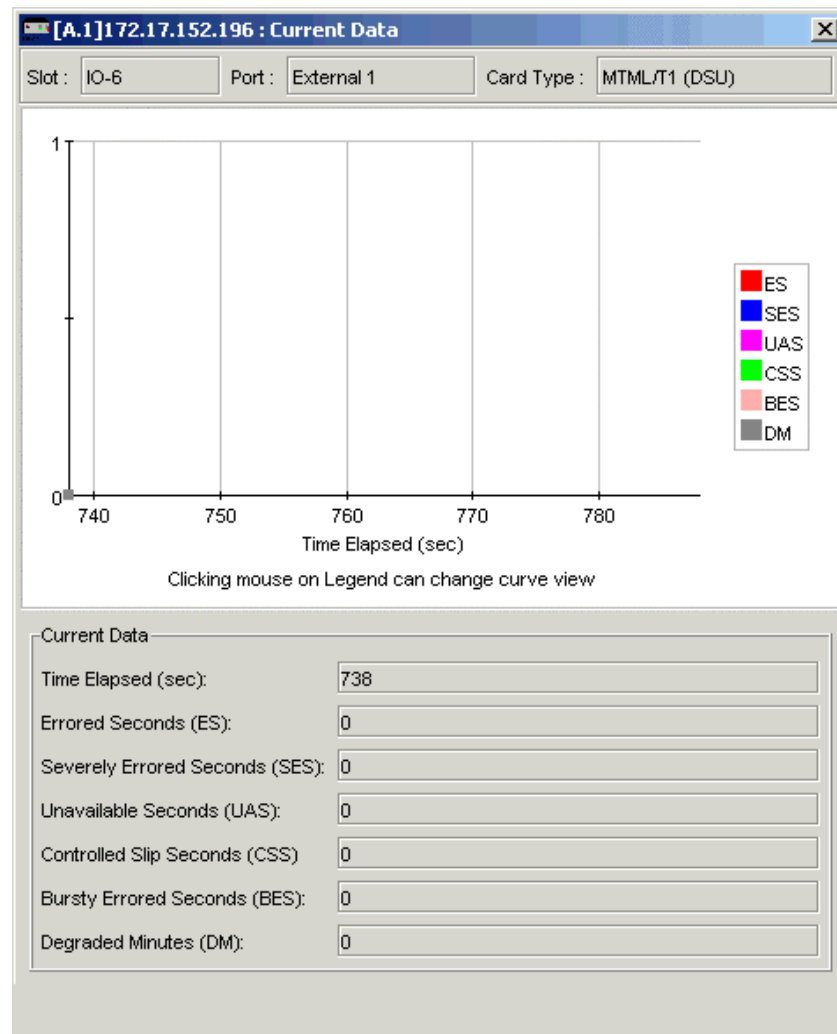 [A.1]172.17.152.196 : Current Data
Slot : IO-6 Port : External 1 Card Type : MTML/T1 (DSU)
1
0
740 750 760 770 780
Time Elapsed (sec)
Clicking mouse on Legend can change curve view
ES
SES
UAS
CSS
BES
DM
Current Data
Time Elapsed (sec): 738
Errored Seconds (ES): 0
Severely Errored Seconds (SES): 0
Unavailable Seconds (UAS): 0
Controlled Slip Seconds (CSS) 0
Bursty Errored Seconds (BES): 0
Degraded Minutes (DM): 0